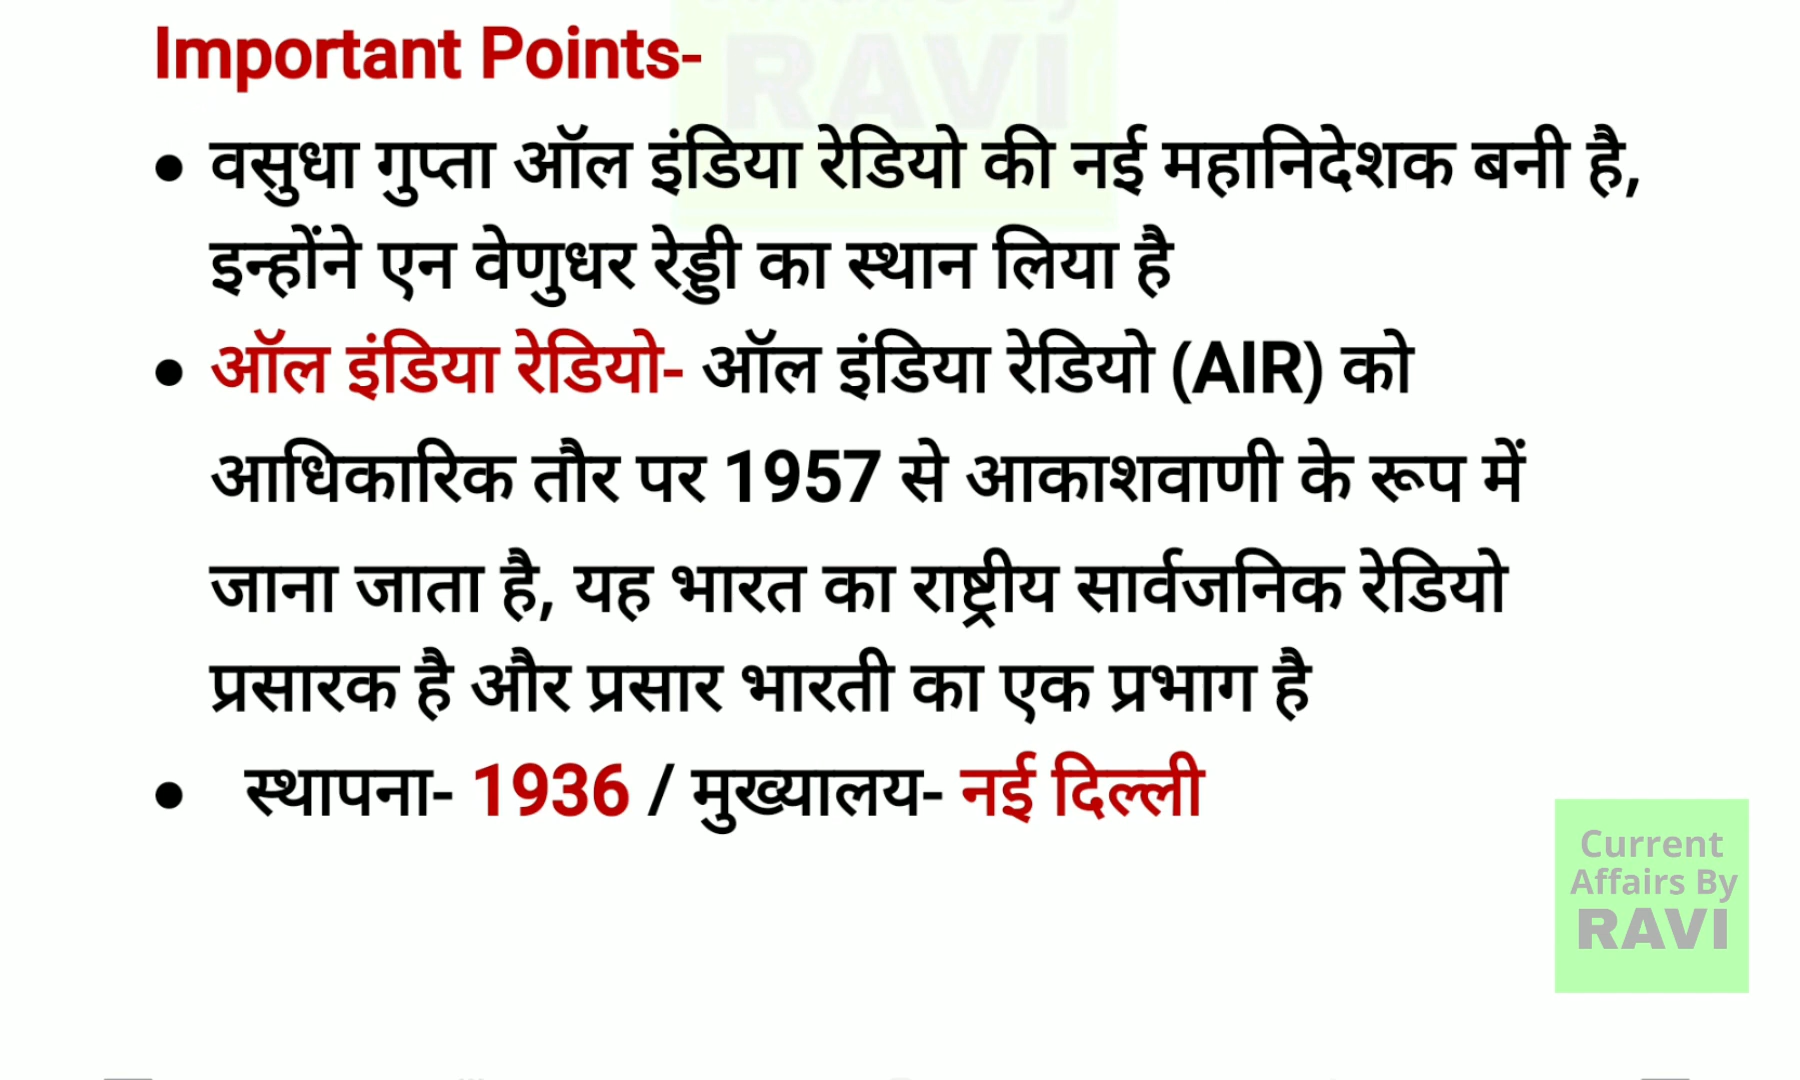 Important Points-
RAVI
• वसुधा गुप्ता ऑल इंडिया रेडियो की नई महानिदेशक बनी है,
इन्होंने एन वेणुधर रेड्डी का स्थान लिया है
• ऑल इंडिया रेडियो- ऑल इंडिया रेडियो (AIR) को
आधिकारिक तौर पर 1957 से आकाशवाणी के रूप में
जाना जाता है, यह भारत का राष्ट्रीय सार्वजनिक रेडियो
प्रसारक है और प्रसार भारती का एक प्रभाग है
• स्थापना- 1936 / मुख्यालय- नई दिल्ली
Current
Affairs By
RAVI